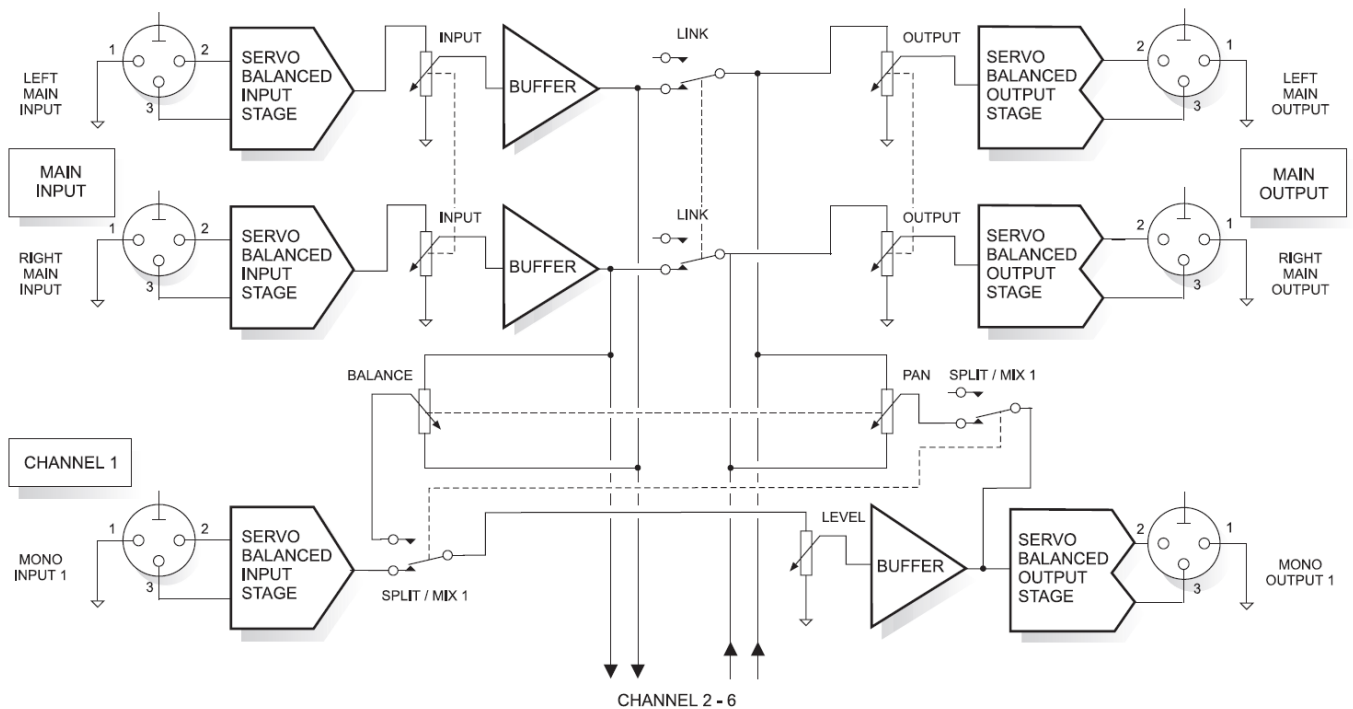 LEFT
MAIN
INPUT
1
2
3
SERVO
BALANCED
INPUT
STAGE
INPUT
BUFFER
LINK
OUTPUT
SERVO
BALANCED
OUTPUT
STAGE
2
1
3
LEFT
MAIN
OUTPUT
MAIN
INPUT
MAIN
OUTPUT
RIGHT
MAIN
INPUT
1
2
3
SERVO
BALANCED
INPUT
STAGE
INPUT
BUFFER
LINK
OUTPUT
SERVO
BALANCED
OUTPUT
STAGE
2
1
3
RIGHT
MAIN
OUTPUT
BALANCE
PAN
SPLIT / MIX 1
CHANNEL 1
MONO
INPUT 1
1
2
3
SERVO
BALANCED
INPUT
STAGE
SPLIT / MIX 1
LEVEL
BUFFER
SERVO
BALANCED
OUTPUT
STAGE
2
1
3
MONO
OUTPUT 1
CHANNEL 2 - 6